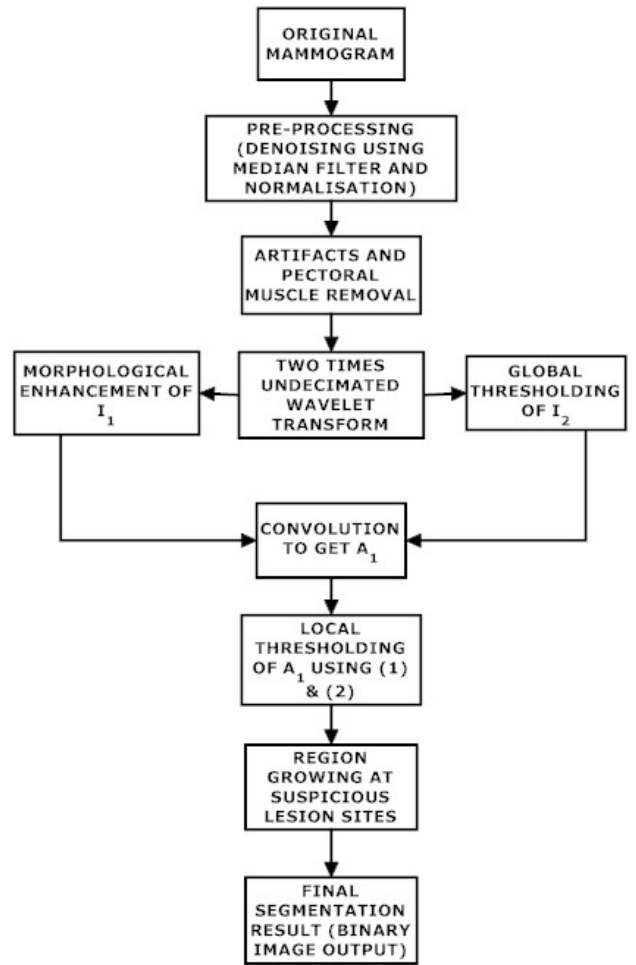 ORIGINAL
MAMMOGRAM
PRE-PROCESSING
(DENOISING USING
MEDIAN FILTER AND
NORMALISATION)
ARTIFACTS AND
PECTORAL
MUSCLE REMOVAL
MORPHOLOGICAL
ENHANCEMENT OF
I₁
TWO TIMES
UNDECIMATED
WAVELET
TRANSFORM
GLOBAL
THRESHOLDING
OF I₂
CONVOLUTION
TO GET A₁
LOCAL
THRESHOLDING
OF A₁ USING (1)
& (2)
REGION
GROWING AT
SUSPICIOUS
LESION SITES
FINAL
SEGMENTATION
RESULT (BINARY
IMAGE OUTPUT)